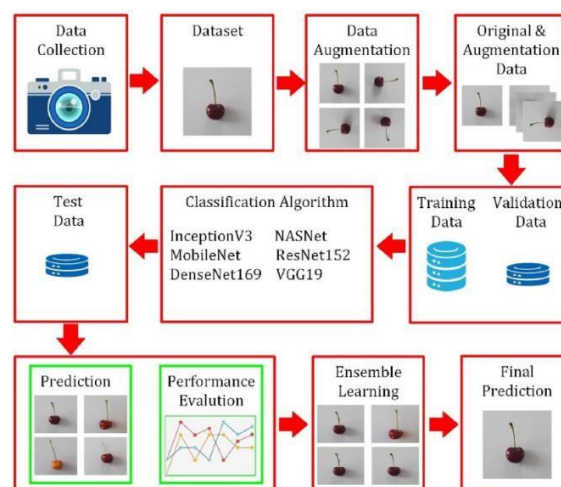 Data
Collection
Dataset
Data
Augmentation
Original &
Augmentation
Data
Test
Data
Classification Algorithm
InceptionV3 NASNet
MobileNet ResNet152
DenseNet169 VGG19
Training
Data
Validation
Data
Prediction
Performance
Evalution
Ensemble
Learning
Final
Prediction